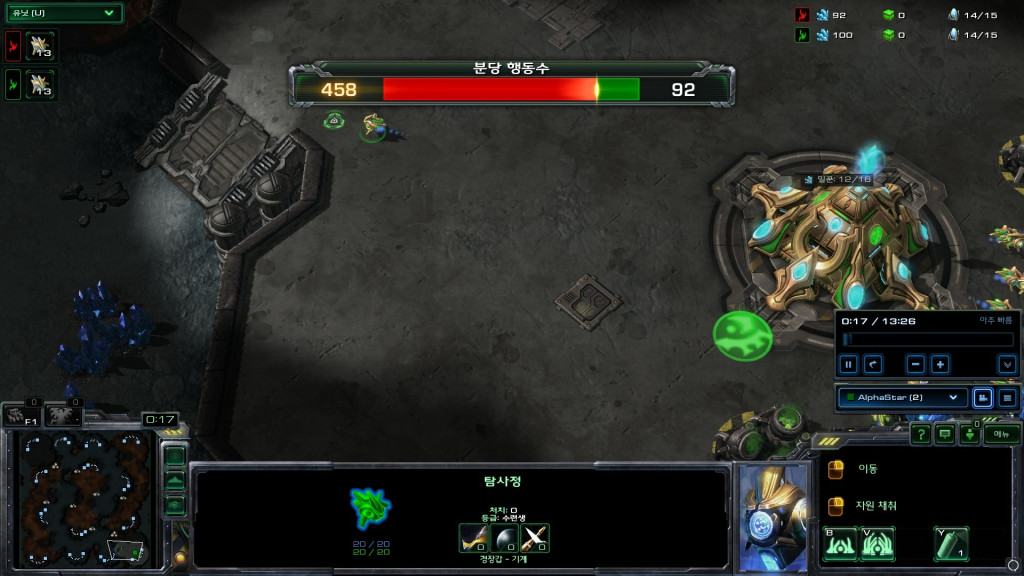 유닛 (U)
13
13
92 0 14/15
100 0 14/15
분당 행동수
458 92
일꾼: 12/16
0:17 / 13:26 아주 빠름
AlphaStar (2)
0 0
F1
0:17
0
메뉴
탐사정
처치: 0
등급: 수련생
0 0 0
20 / 20
20 / 20
경장갑 - 기계
이동
자원 채취
B V Y
1